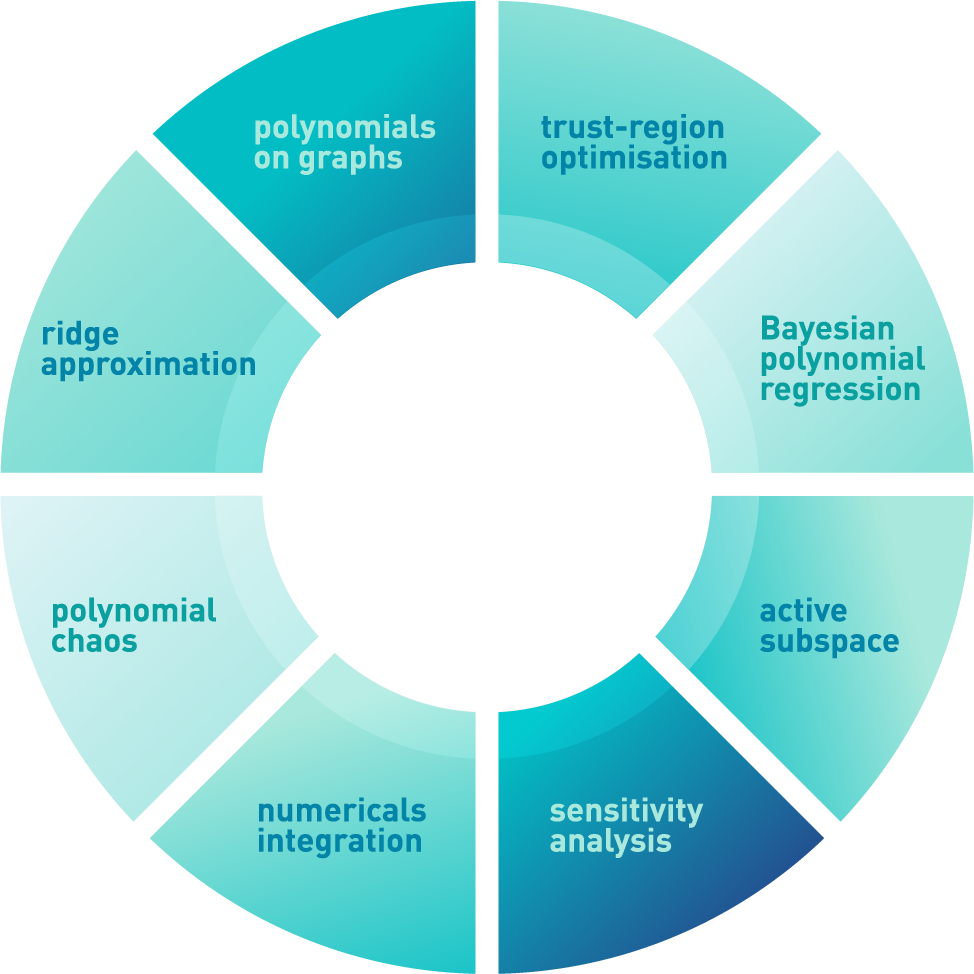 polynomials
on graphs
trust-region
optimisation
Bayesian
polynomial
regression
active
subspace
sensitivity
analysis
numericals
integration
polynomial
chaos
ridge
approximation